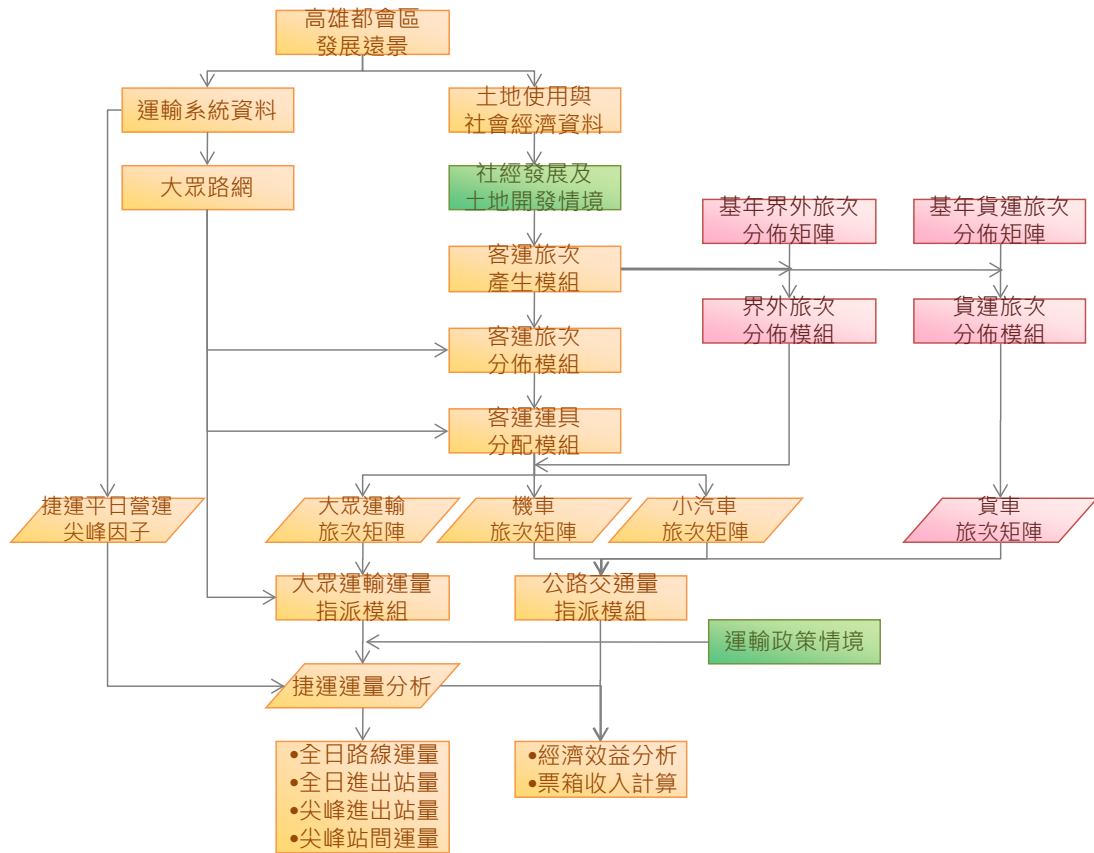 高雄都會區
發展遠景
運輸系統資料
土地使用與
社會經濟資料
大眾路網
社經發展及
土地開發情境
基年界外旅次
分佈矩陣
基年貨運旅次
分佈矩陣
客運旅次
產生模組
界外旅次
分佈模組
貨運旅次
分佈模組
客運旅次
分佈模組
客運運具
分配模組
捷運平日營運
尖峰因子
大眾運輸
旅次矩陣
機車
旅次矩陣
小汽車
旅次矩陣
貨車
旅次矩陣
大眾運輸運量
指派模組
公路交通量
指派模組
運輸政策情境
捷運運量分析
•全日路線運量
•全日進出站量
•尖峰進出站量
•尖峰站間運量
•經濟效益分析
•票箱收入計算